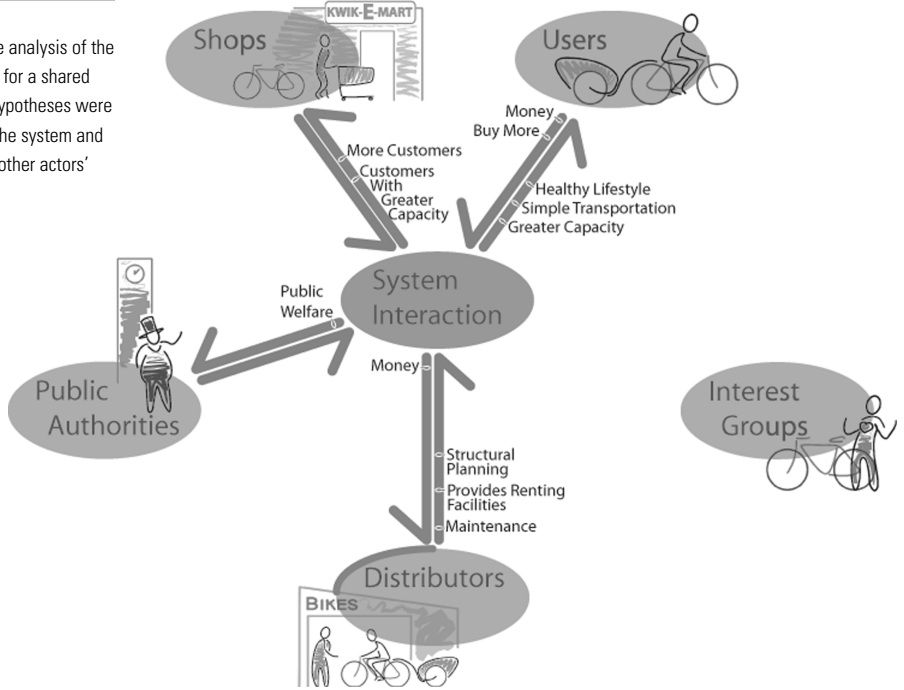 e analysis of the
for a shared
ypotheses were
he system and
other actors’
KWIK-E-MART
Shops
Users
Money
Buy More
More Customers
Customers
With
Greater
Capacity
Healthy Lifestyle
Simple Transportation
Greater Capacity
System
Interaction
Public
Welfare
Money
Public
Authorities
Interest
Groups
Structural
Planning
Provides Renting
Facilities
Maintenance
Distributors
BIKES